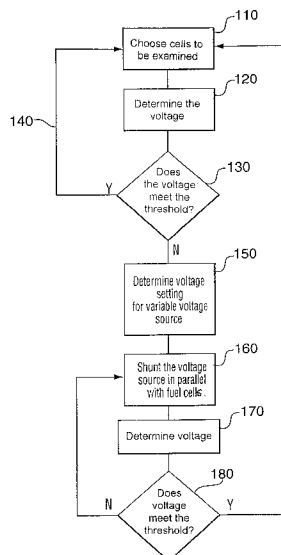 110
Choose cells to
be examined
120
Determine the
voltage
140
130
Does
the voltage
meet the
threshold?
Y
N
150
Determine voltage
setting
for variable voltage
source
160
Shunt the voltage
source in parallel
with fuel cells.
170
Determine voltage
180
Does
voltage
meet the
threshold?
N
Y